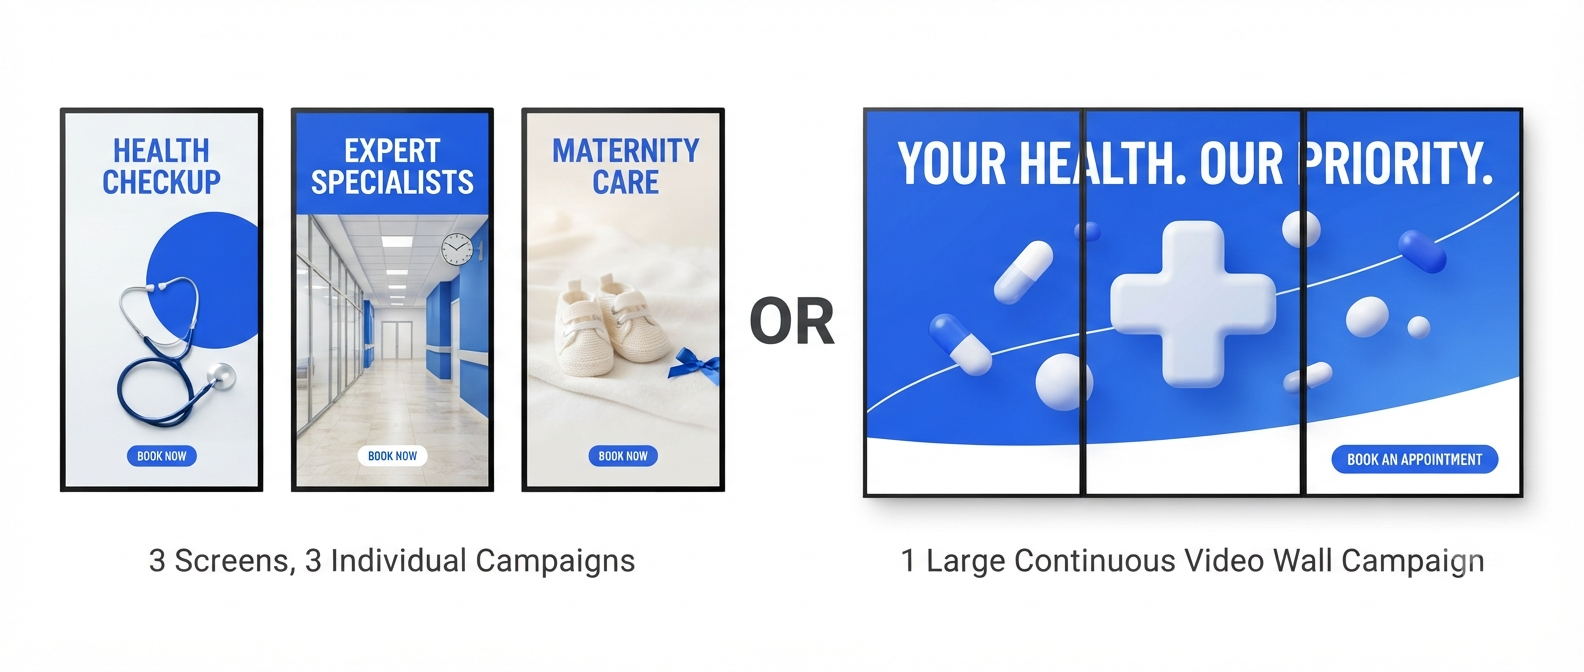 HEALTH
CHECKUP
BOOK NOW
EXPERT
SPECIALISTS
BOOK NOW
MATERNITY
CARE
BOOK NOW
3 Screens, 3 Individual Campaigns
OR
YOUR HEALTH. OUR PRIORITY.
BOOK AN APPOINTMENT
1 Large Continuous Video Wall Campaign